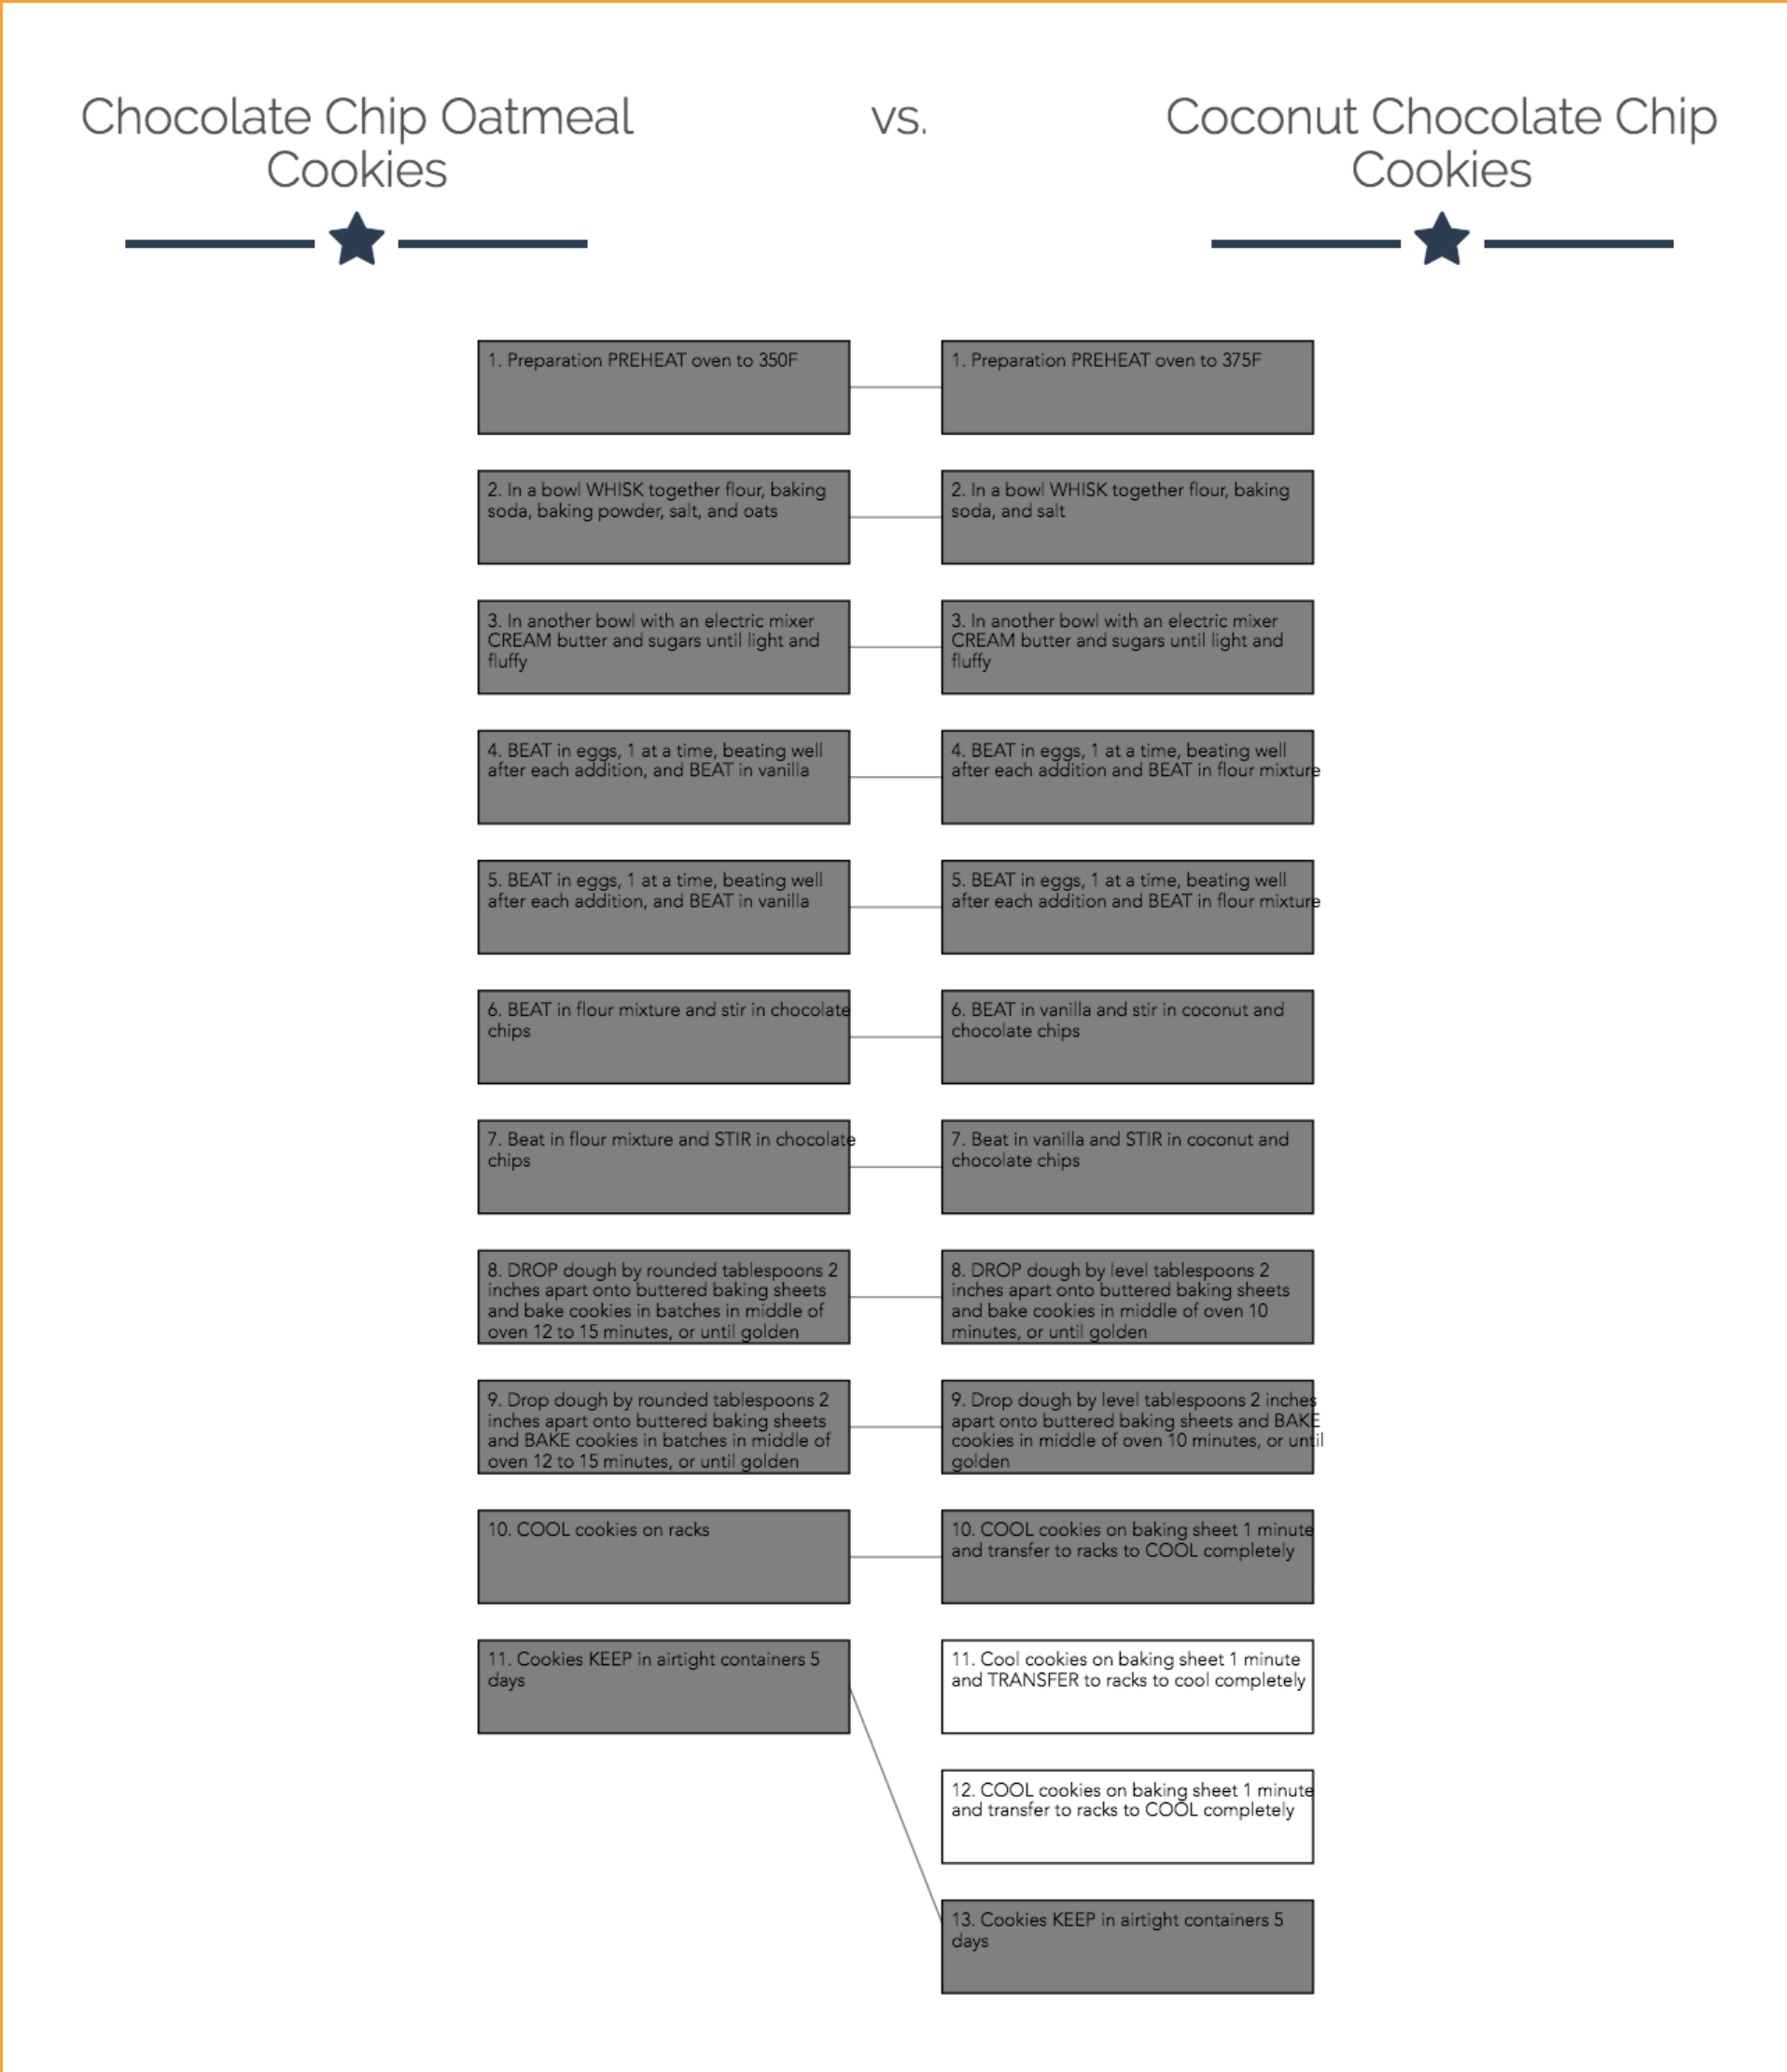 Chocolate Chip Oatmeal
Cookies
vs.
Coconut Chocolate Chip
Cookies
1. Preparation PREHEAT oven to 350F
1. Preparation PREHEAT oven to 375F
2. In a bowl WHISK together flour, baking
soda, baking powder, salt, and oats
2. In a bowl WHISK together flour, baking
soda, and salt
3. In another bowl with an electric mixer
CREAM butter and sugars until light and
fluffy
3. In another bowl with an electric mixer
CREAM butter and sugars until light and
fluffy
4. BEAT in eggs, 1 at a time, beating well
after each addition, and BEAT in vanilla
4. BEAT in eggs, 1 at a time, beating well
after each addition and BEAT in flour mixture
5. BEAT in eggs, 1 at a time, beating well
after each addition, and BEAT in vanilla
5. BEAT in eggs, 1 at a time, beating well
after each addition and BEAT in flour mixture
6. BEAT in flour mixture and stir in chocolate
chips
6. BEAT in vanilla and stir in coconut and
chocolate chips
7. Beat in flour mixture and STIR in chocolate
chips
7. Beat in vanilla and STIR in coconut and
chocolate chips
8. DROP dough by rounded tablespoons 2
inches apart onto buttered baking sheets
and bake cookies in batches in middle of
oven 12 to 15 minutes, or until golden
8. DROP dough by level tablespoons 2
inches apart onto buttered baking sheets
and bake cookies in middle of oven 10
minutes, or until golden
9. Drop dough by rounded tablespoons 2
inches apart onto buttered baking sheets
and BAKE cookies in batches in middle of
oven 12 to 15 minutes, or until golden
9. Drop dough by level tablespoons 2 inches
apart onto buttered baking sheets and BAKE
cookies in middle of oven 10 minutes, or until
golden
10. COOL cookies on racks
10. COOL cookies on baking sheet 1 minute
and transfer to racks to COOL completely
11. Cookies KEEP in airtight containers 5
days
11. Cool cookies on baking sheet 1 minute
and TRANSFER to racks to cool completely
12. COOL cookies on baking sheet 1 minute
and transfer to racks to COOL completely
13. Cookies KEEP in airtight containers 5
days